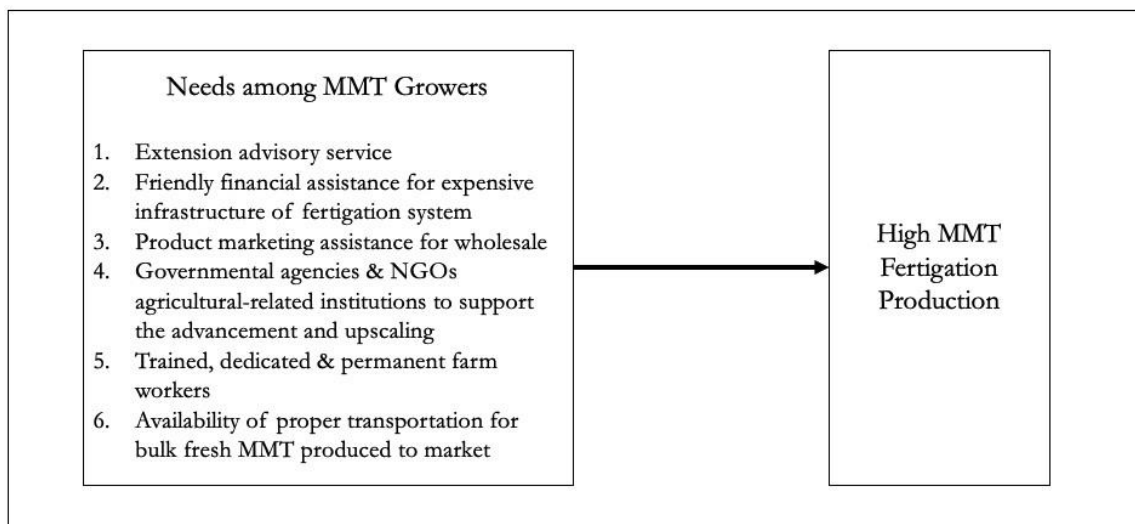 Needs among MMT Growers
1. Extension advisory service
2. Friendly financial assistance for expensive
infrastructure of fertigation system
3. Product marketing assistance for wholesale
4. Governmental agencies & NGOs
agricultural-related institutions to support
the advancement and upscaling
5. Trained, dedicated & permanent farm
workers
6. Availability of proper transportation for
bulk fresh MMT produced to market
High MMT
Fertigation
Production